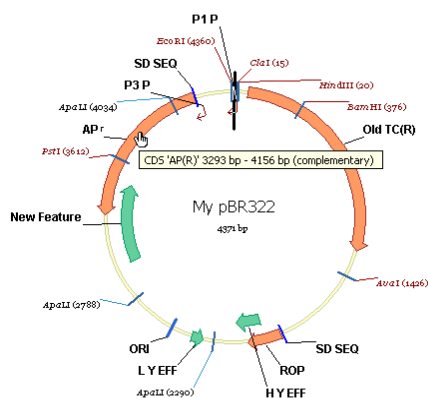 P1 P
EcoRI (4360)
ClaI (15)
SD SEQ
P3 P
HindIII (20)
ApaLI (4034)
BamHI (376)
APr
Old TC(R)
PstI (3612)
CDS 'AP(R)' 3293 bp - 4156 bp (complementary)
New Feature
My pBR322
4371 bp
AvaI (1426)
ApaLI (2788)
ORI
SD SEQ
L Y EFF
ROP
ApaLI (2290)
H Y EFF